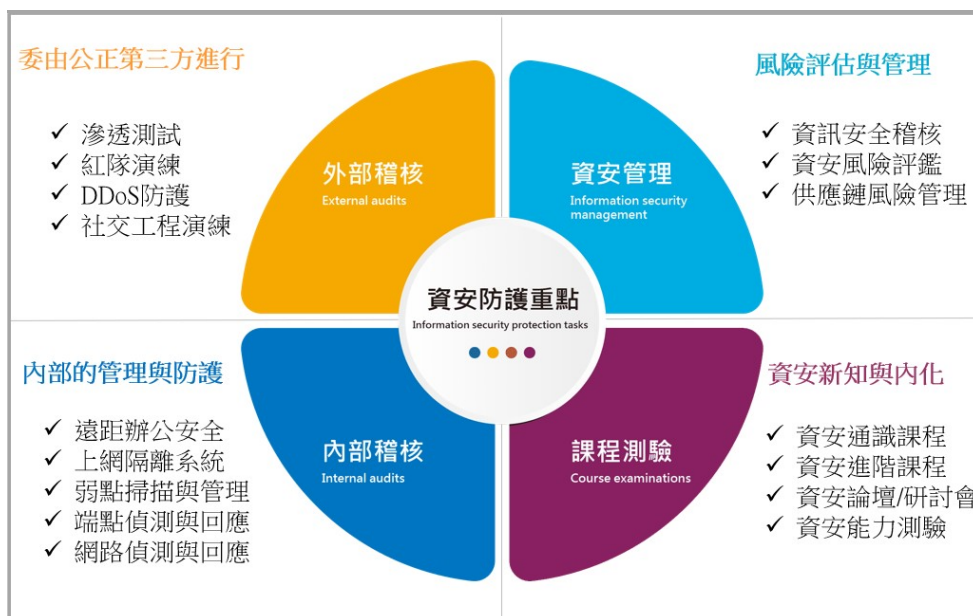 委由公正第三方進行
✓ 滲透測試
✓ 紅隊演練
✓ DDoS防護
✓ 社交工程演練
外部稽核
External audits
風險評估與管理
✓ 資訊安全稽核
✓ 資安風險評鑑
✓ 供應鏈風險管理
資安管理
Information security
management
資安防護重點
Information security protection tasks
內部的管理與防護
✓ 遠距辦公安全
✓ 上網隔離系統
✓ 弱點掃描與管理
✓ 端點偵測與回應
✓ 網路偵測與回應
內部稽核
Internal audits
資安新知與內化
✓ 資安通識課程
✓ 資安進階課程
✓ 資安論壇/研討會
✓ 資安能力測驗
課程測驗
Course examinations